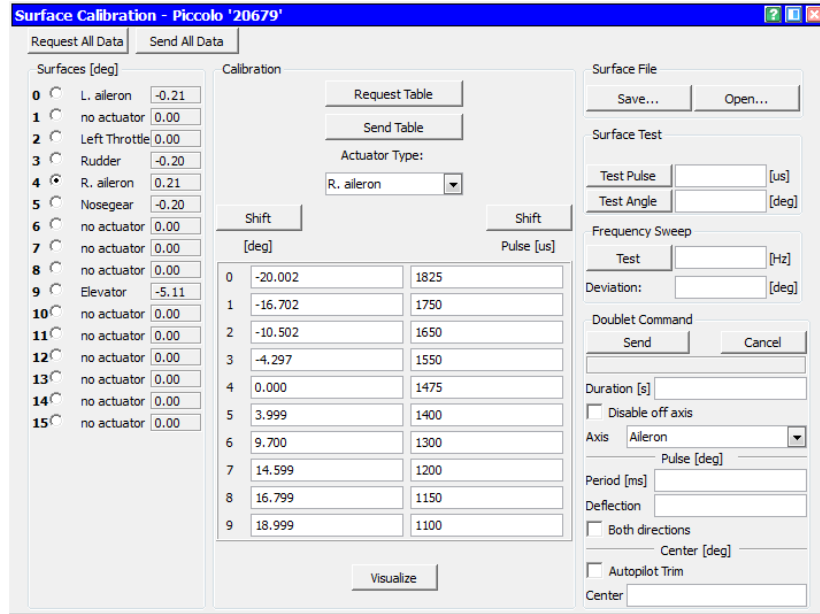 Surface Calibration - Piccolo '20679'
Request All Data Send All Data
Surfaces [deg]
0 L. aileron -0.21
1 no actuator 0.00
2 Left Throttle 0.00
3 Rudder -0.20
4 R. aileron 0.21
5 Nosegear -0.20
6 no actuator 0.00
7 no actuator 0.00
8 no actuator 0.00
9 Elevator -5.11
10 no actuator 0.00
11 no actuator 0.00
12 no actuator 0.00
13 no actuator 0.00
14 no actuator 0.00
15 no actuator 0.00
Calibration
Request Table
Send Table
Actuator Type:
R. aileron
Shift Shift
[deg] Pulse [us]
0 -20.002 1825
1 -16.702 1750
2 -10.502 1650
3 -4.297 1550
4 0.000 1475
5 3.999 1400
6 9.700 1300
7 14.599 1200
8 16.799 1150
9 18.999 1100
Visualize
Surface File
Save... Open...
Surface Test
Test Pulse [us]
Test Angle [deg]
Frequency Sweep
Test [Hz]
Deviation: [deg]
Doublet Command
Send Cancel
Duration [s]
Disable off axis
Axis Aileron
Pulse [deg]
Period [ms]
Deflection
Both directions
Center [deg]
Autopilot Trim
Center